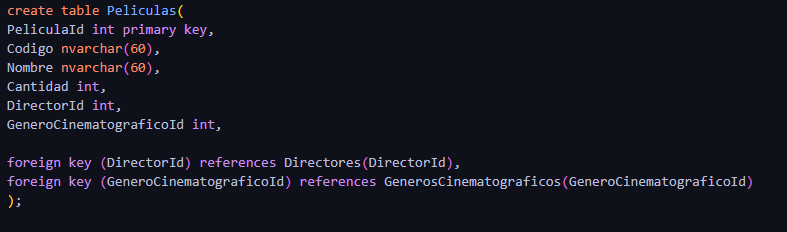 create table Peliculas(
PeliculaId int primary key,
Codigo nvarchar(60),
Nombre nvarchar(60),
Cantidad int,
DirectorId int,
GeneroCinematograficoId int,
foreign key (DirectorId) references Directores(DirectorId),
foreign key (GeneroCinematograficoId) references GenerosCinematograficos(GeneroCinematograficoId)
);